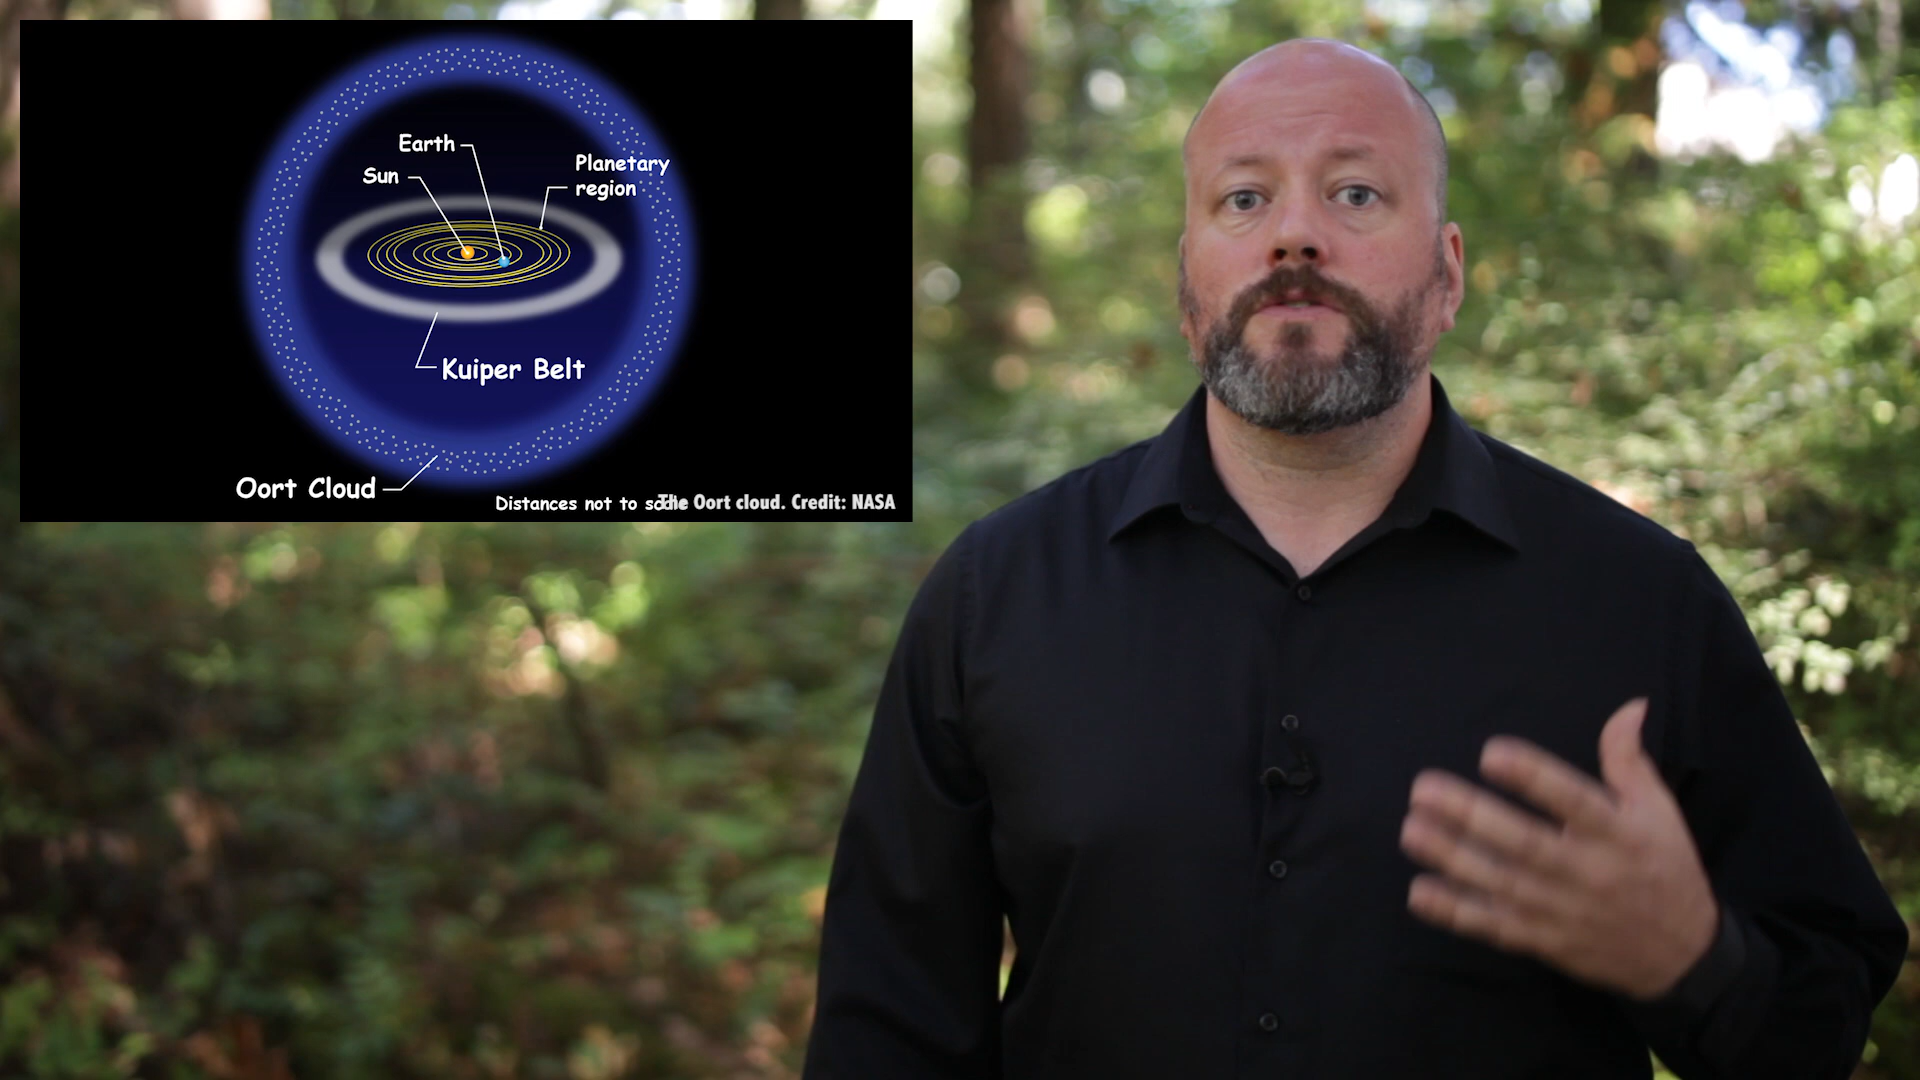 Earth
Sun
Planetary
region
Kuiper Belt
Oort Cloud
Distances not to
The Oort cloud. Credit: NASA